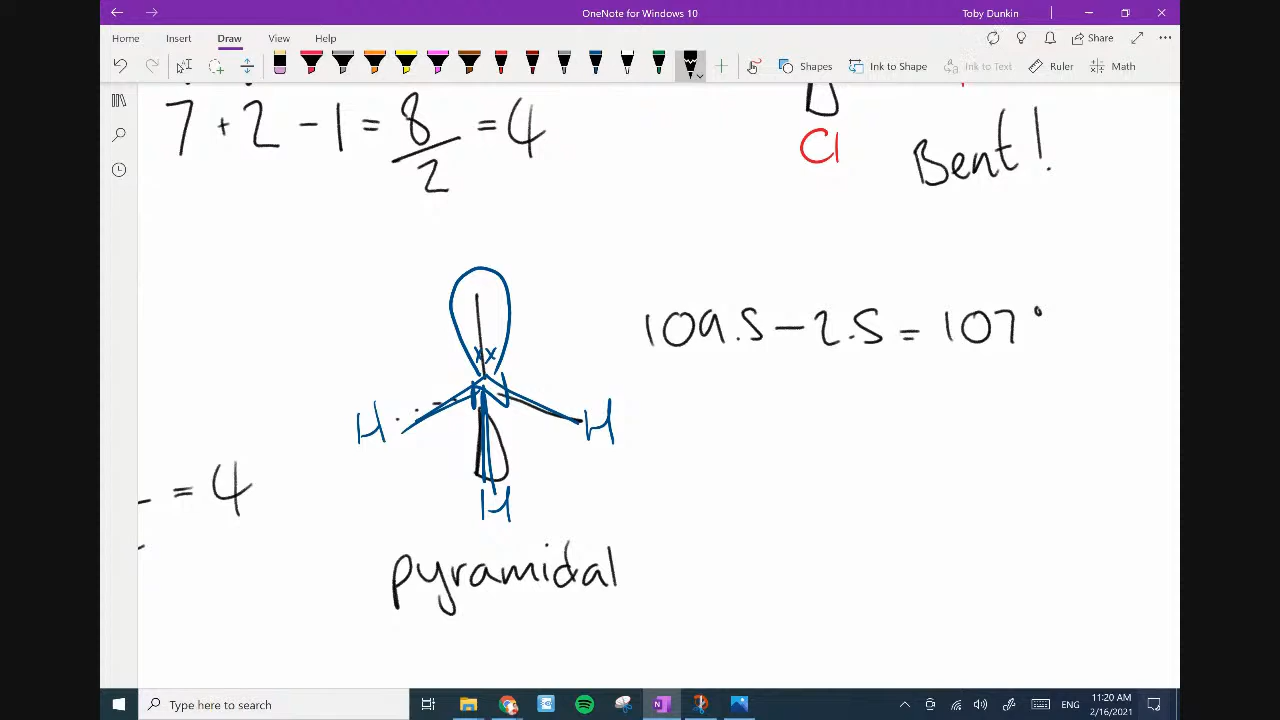 OneNote for Windows 10
Toby Dunkin
Home Insert Draw View Help
Share
Shapes Ink to Shape Ink to Text Ruler Math
7 + 2 - 1 = 8/2 = 4
Cl
Bent!
xx
109.5 - 2.5 = 107°
H H
H
= 4
pyramidal
Type here to search
ENG
11:20 AM
2/16/2021